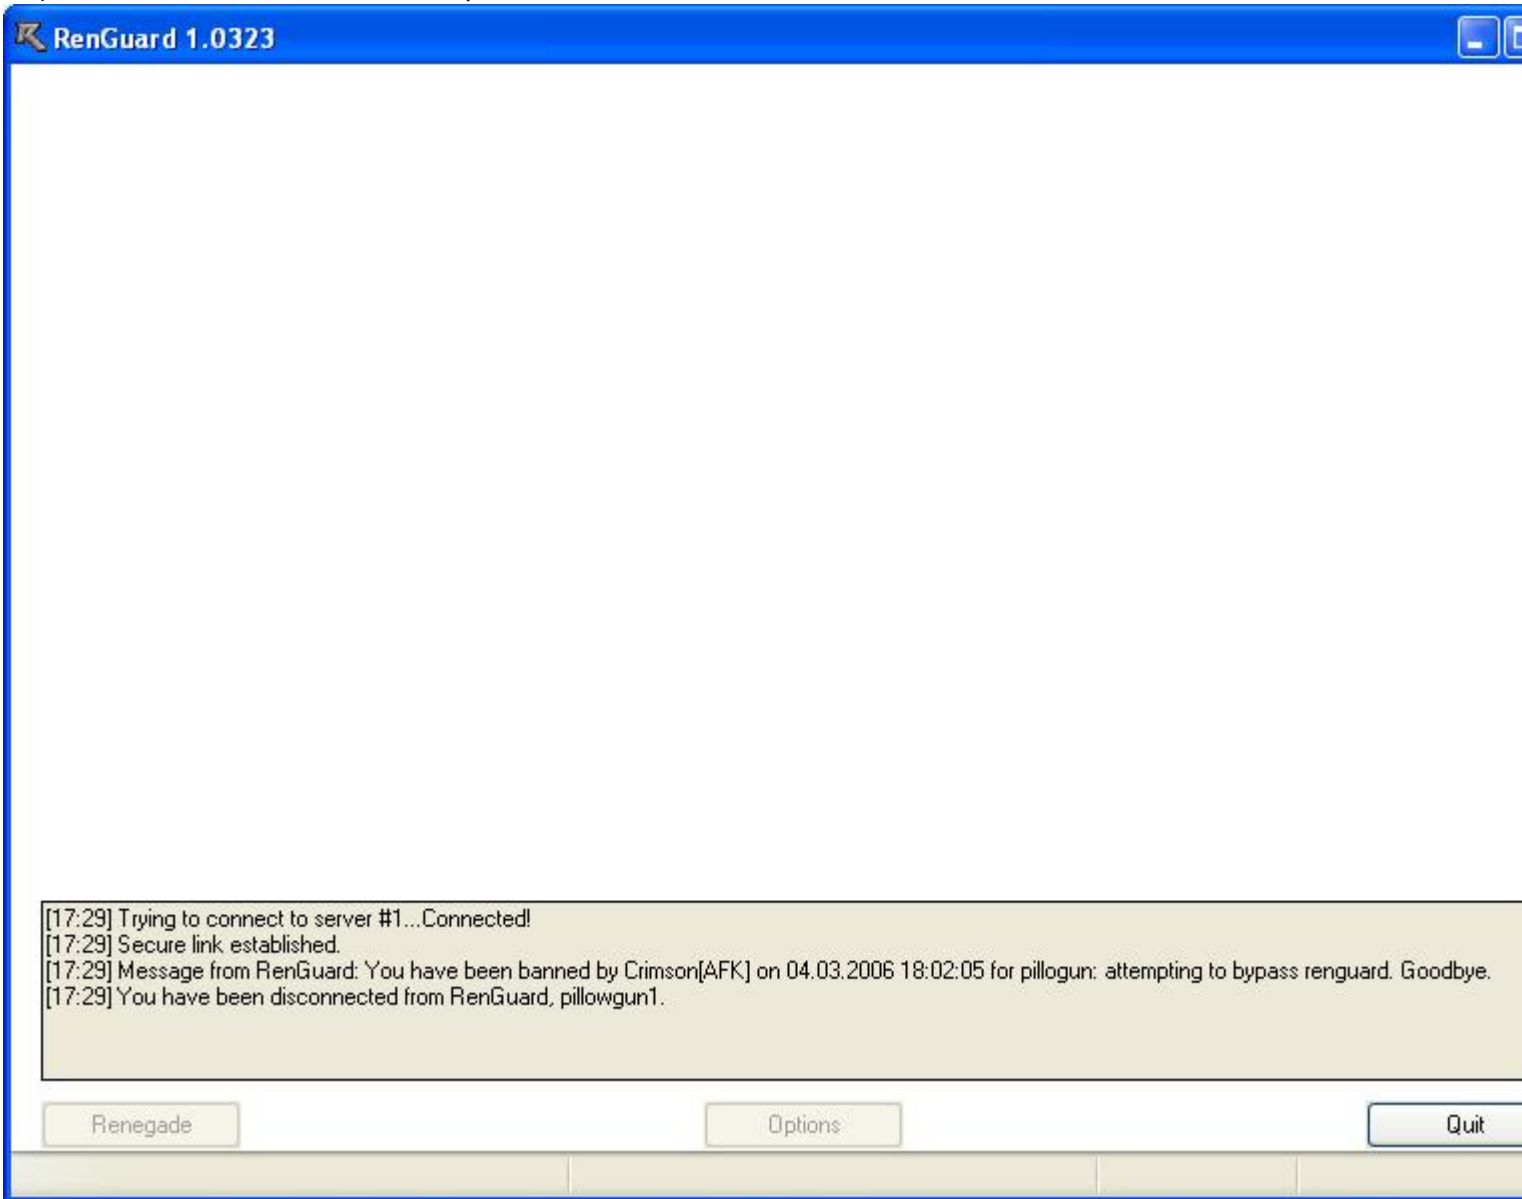 RenGuard 1.0323
[17:29] Trying to connect to server #1...Connected!
[17:29] Secure link established.
[17:29] Message from RenGuard: You have been banned by Crimson[AFK] on 04.03.2006 18:02:05 for pillogun: attempting to bypass renguard. Goodbye.
[17:29] You have been disconnected from RenGuard, pillowgun1.
Renegade
Options
Quit